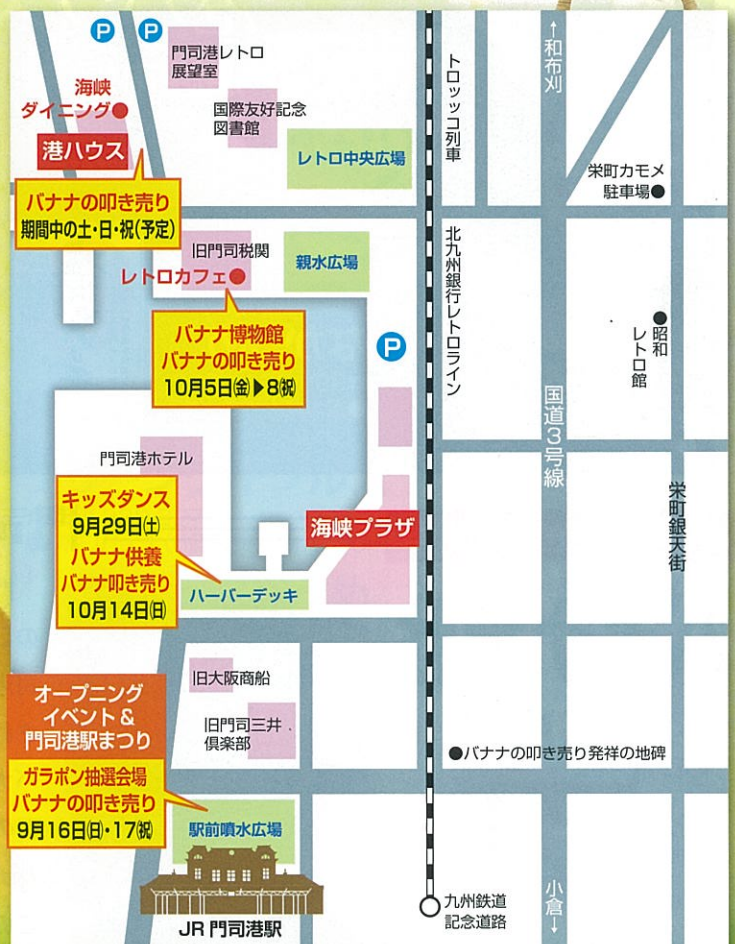 P
P
門司港レトロ
展望室
海峡
ダイニング●
国際友好記念
図書館
港ハウス
レトロ中央広場
バナナの叩き売り
期間中の土・日・祝(予定)
トロッコ列車
↑和布刈
栄町カモメ
駐車場●
旧門司税関
レトロカフェ●
親水広場
バナナ博物館
バナナの叩き売り
10月5日(金)▶8(祝)
P
北九州銀行レトロライン
●昭和
レトロ館
国道3号線
門司港ホテル
キッズダンス
9月29日(土)
バナナ供養
バナナ叩き売り
10月14日(日)
海峡プラザ
ハーバーデッキ
栄町銀天街
旧大阪商船
旧門司三井
倶楽部
オープニング
イベント&
門司港駅まつり
ガラポン抽選会場
バナナの叩き売り
9月16日(日)・17(祝)
●バナナの叩き売り発祥の地碑
駅前噴水広場
JR 門司港駅
九州鉄道
記念道路
小倉↓